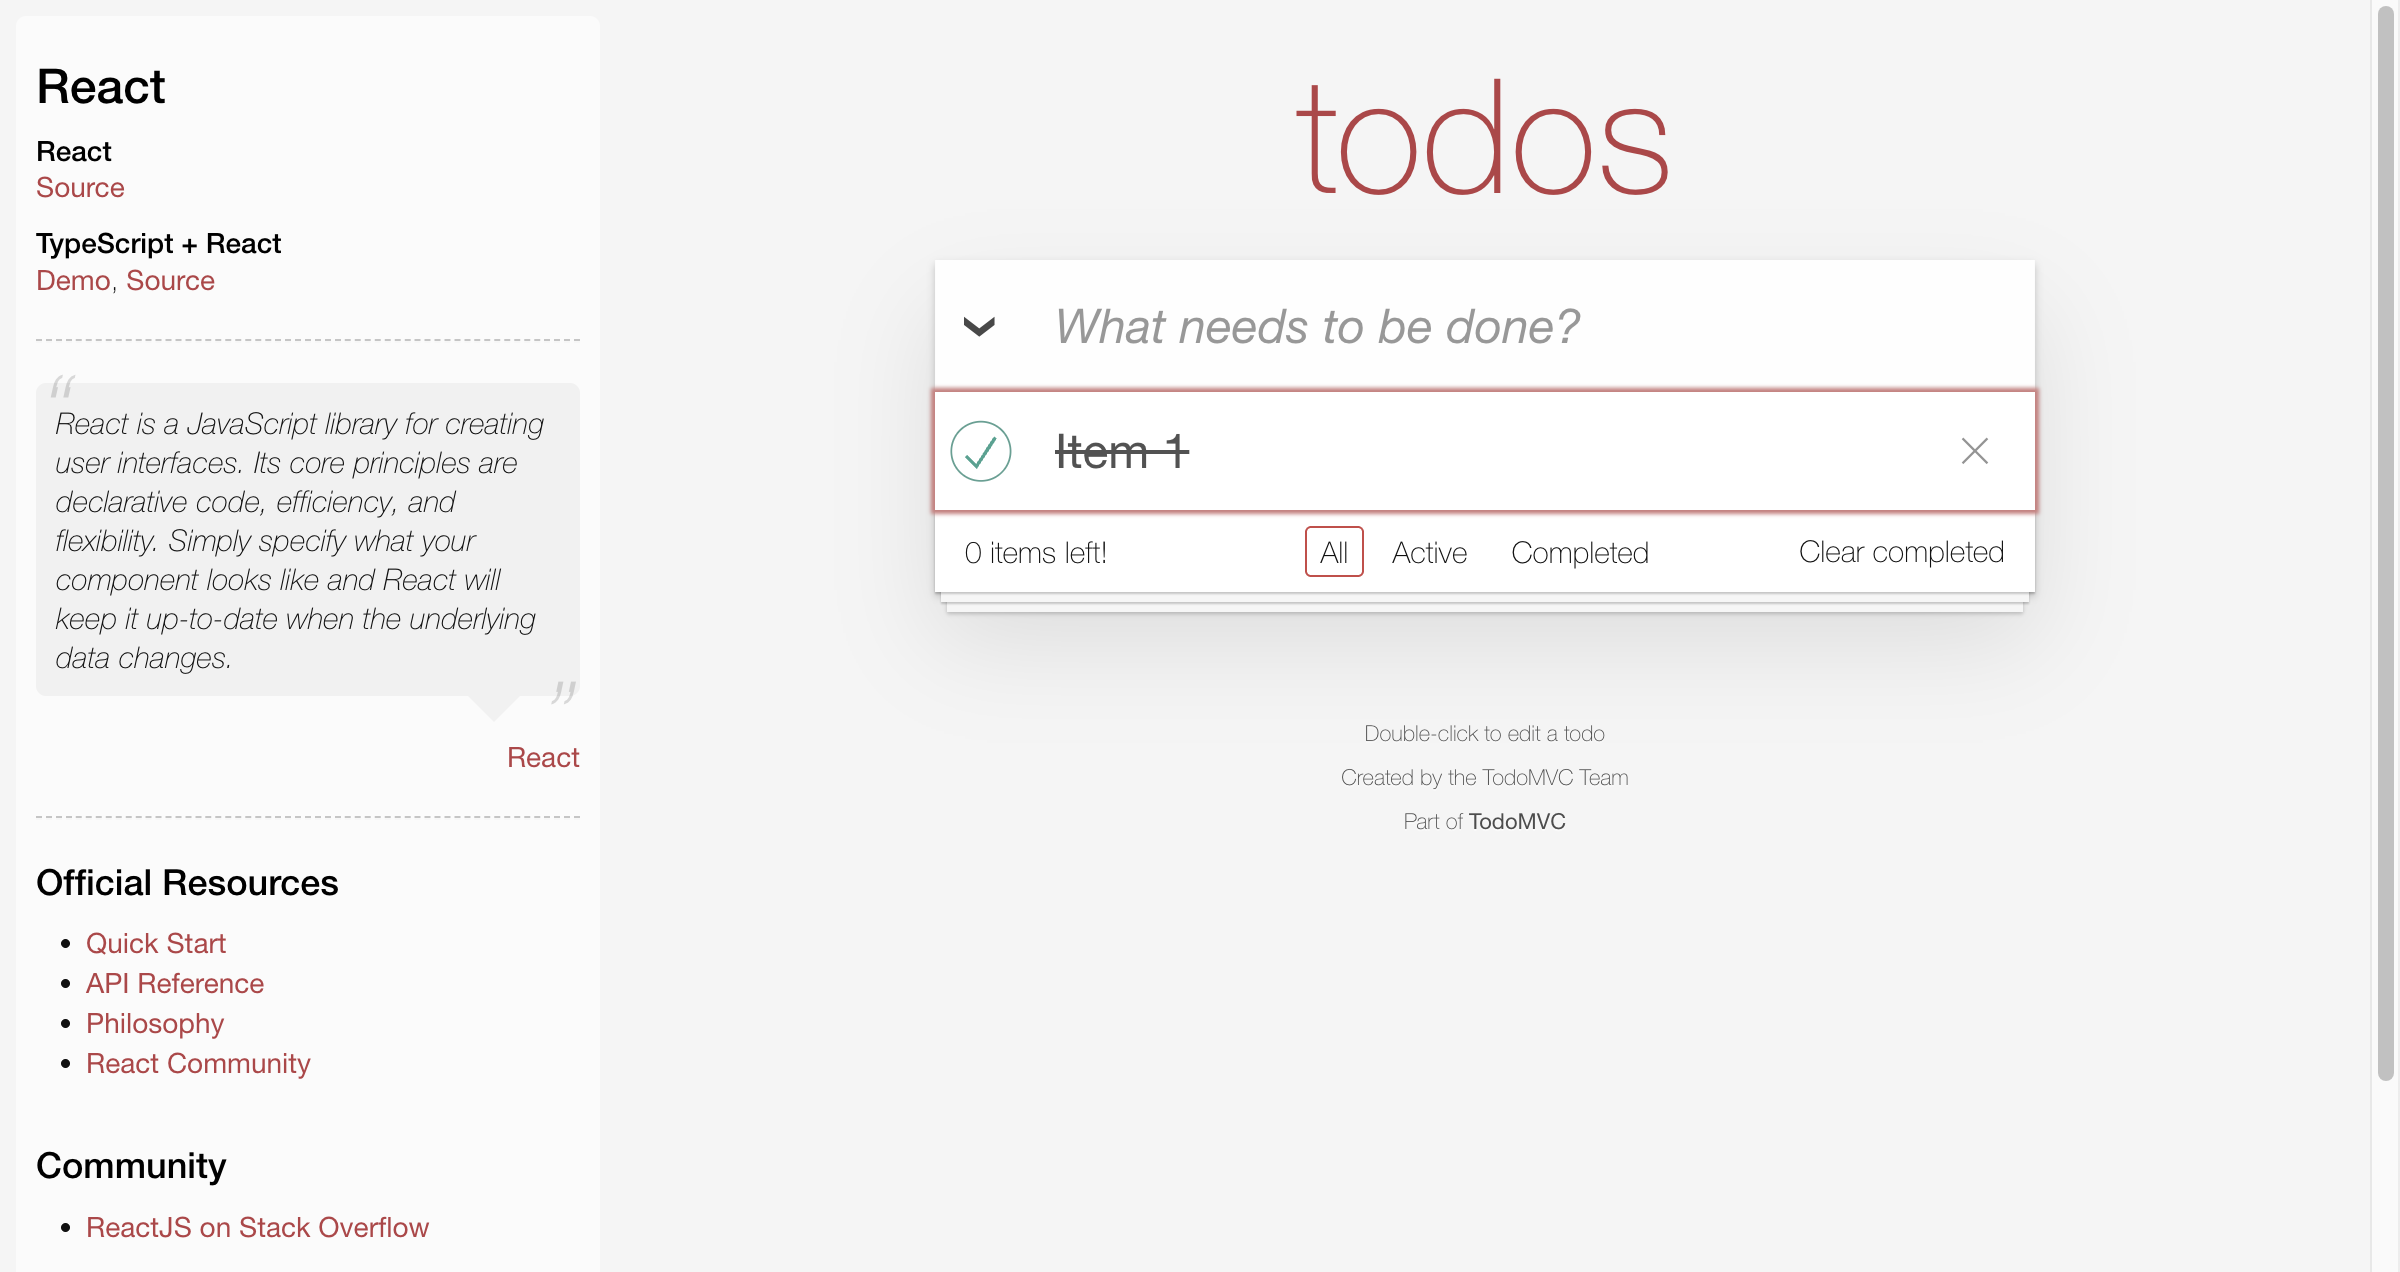 React
React
Source
TypeScript + React
Demo, Source
“
React is a JavaScript library for creating
user interfaces. Its core principles are
declarative code, efficiency, and
flexibility. Simply specify what your
component looks like and React will
keep it up-to-date when the underlying
data changes.
”
React
Official Resources
• Quick Start
• API Reference
• Philosophy
• React Community
Community
• ReactJS on Stack Overflow
todos
What needs to be done?
Item 1
0 items left! All Active Completed Clear completed
Double-click to edit a todo
Created by the TodoMVC Team
Part of TodoMVC